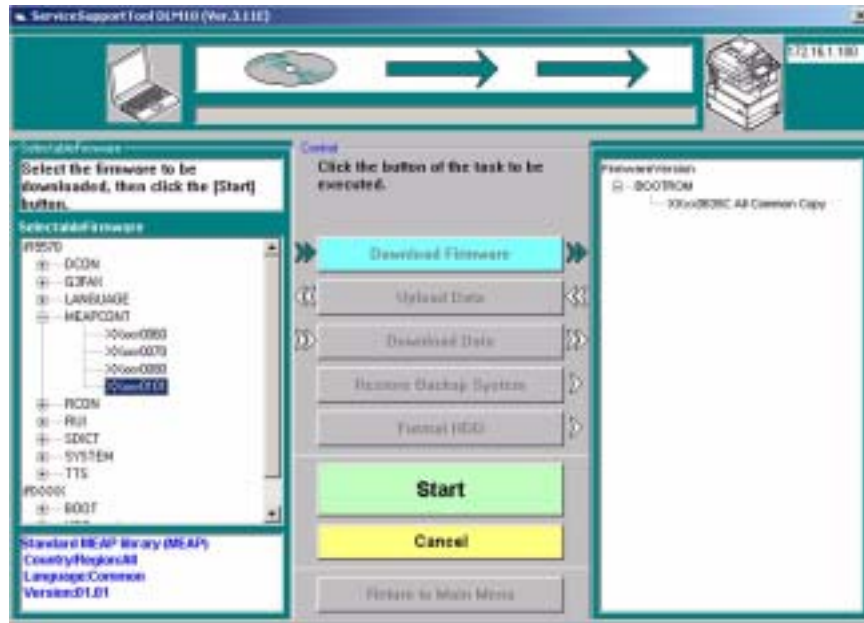 ServiceSupportTool DLM10 (Ver.3.11E)
172.16.1.100
SelectableFirmware
Select the firmware to be
downloaded, then click the [Start]
button.
SelectableFirmware
DCON
G3FAX
LANGUAGE
MEAPCONT
RCON
RUI
SDICT
SYSTEM
TTS
BOOT
Standard MEAP library (MEAP)
Country/Region:All
Language:Common
Version:01.01
Control
Click the button of the task to be
executed.
Download Firmware
Upload Data
Download Data
Restore Backup System
Format HDD
Start
Cancel
Return to Main Menu
FirmwareVersion
BOOTROM
All Common Copy